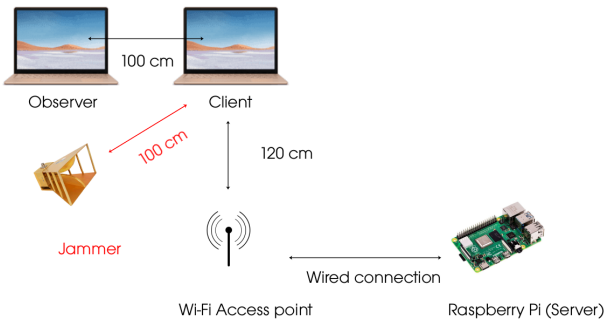 100 cm
Observer
Client
100 cm
120 cm
Jammer
Wired connection
Wi-Fi Access point
Raspberry Pi (Server)